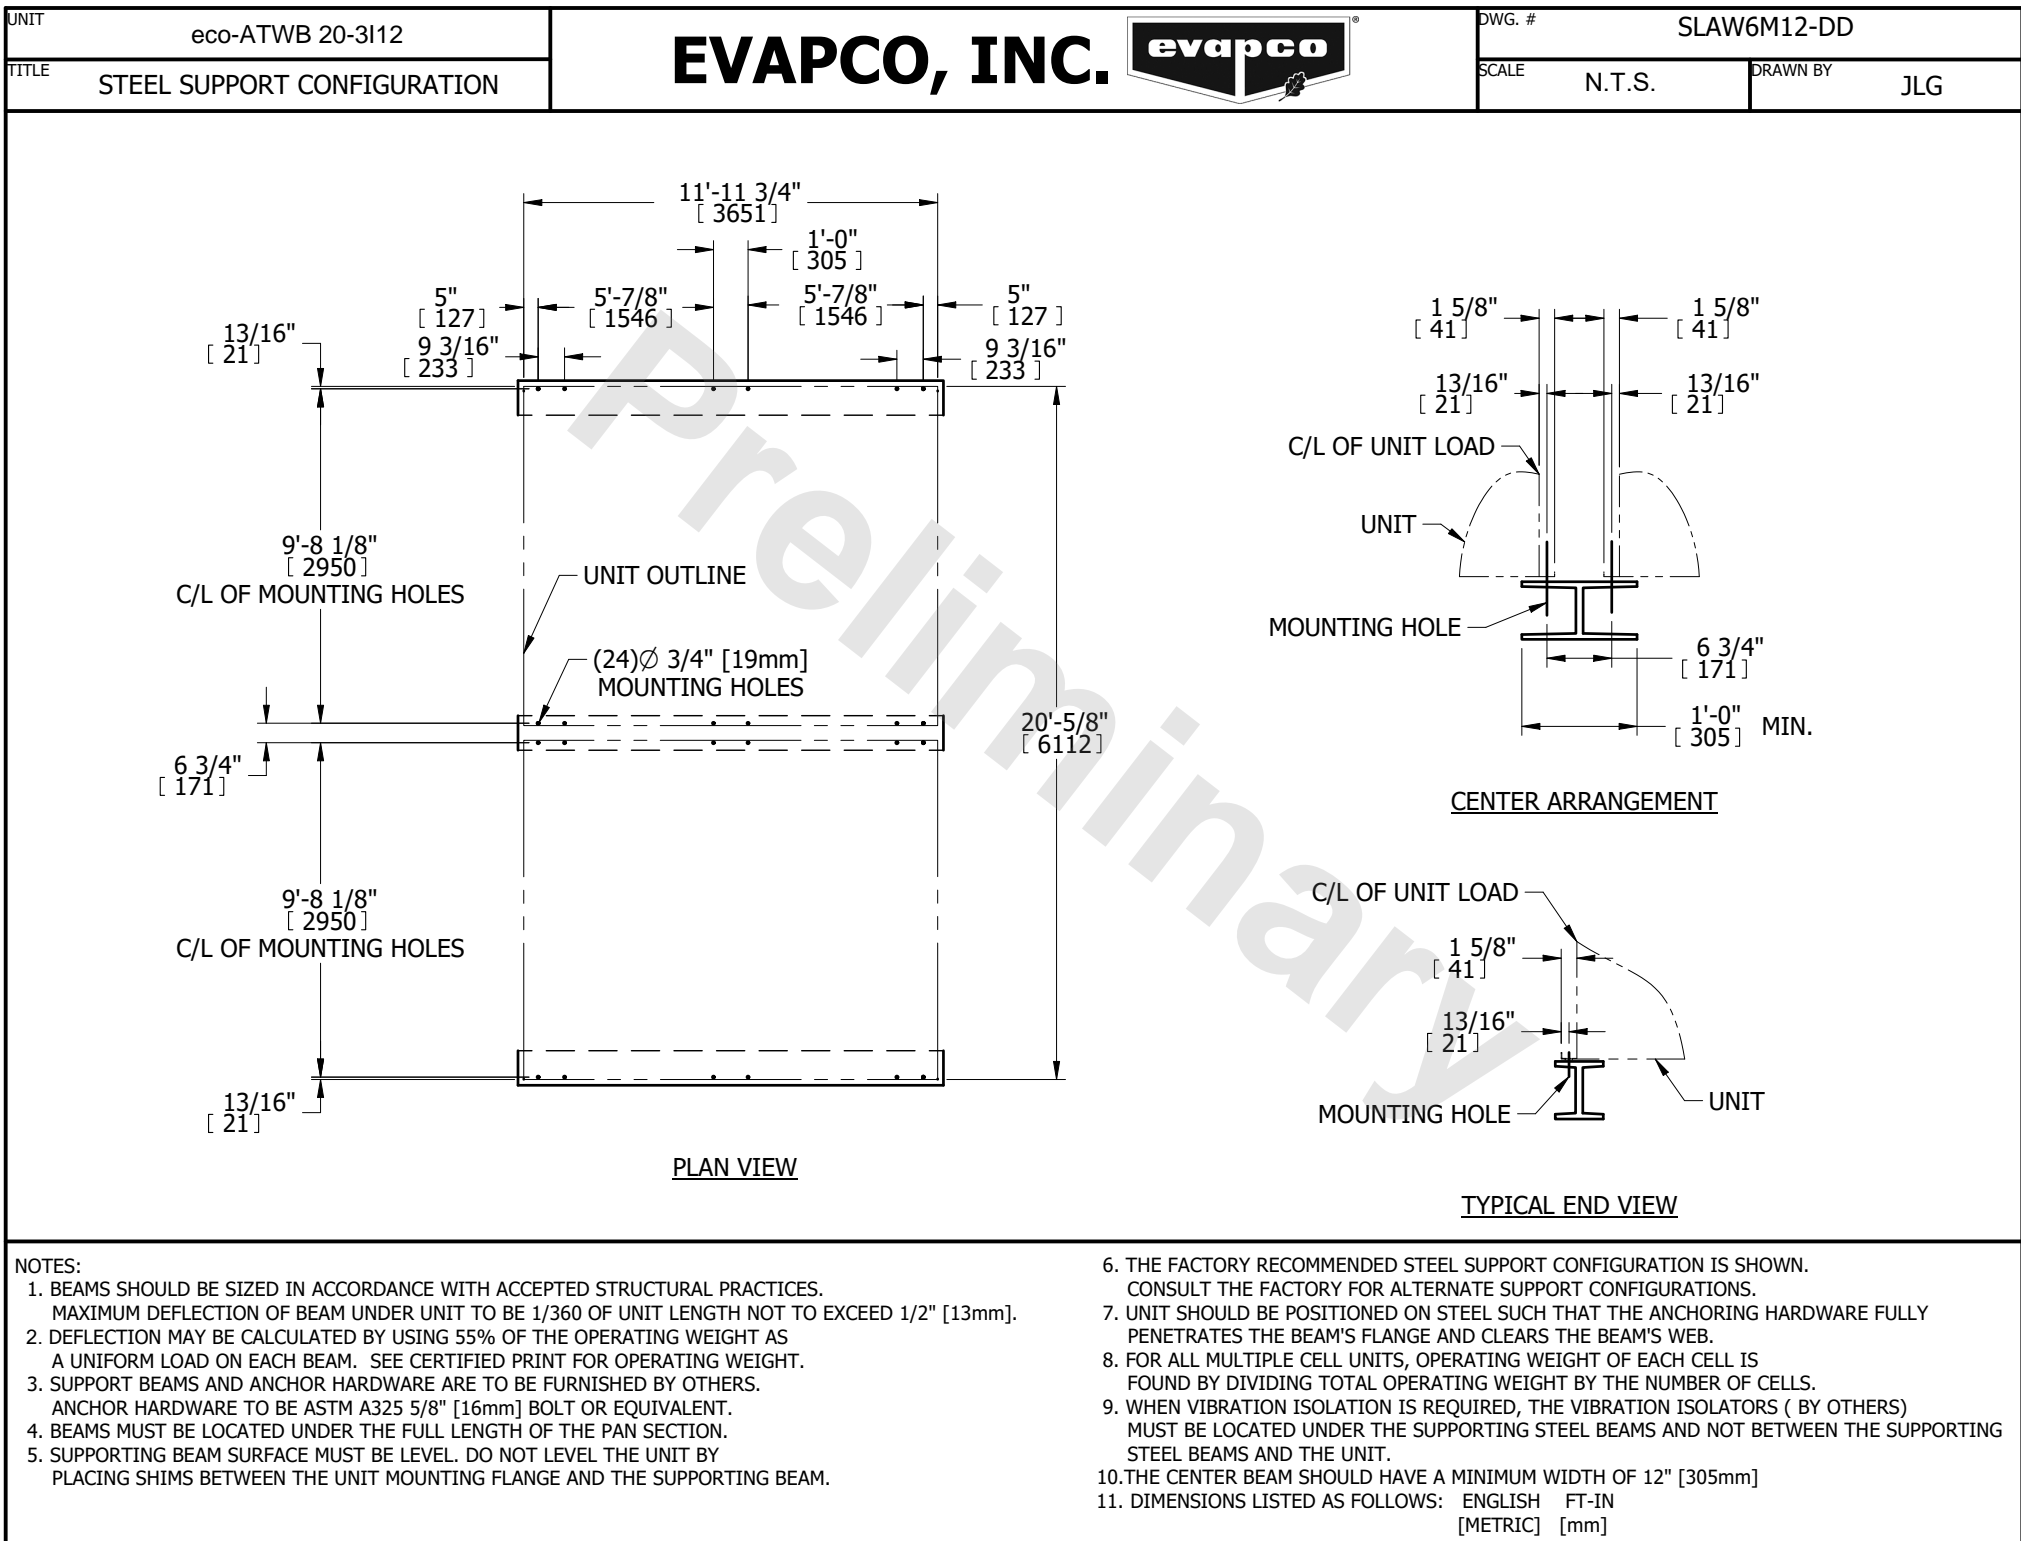 UNIT
eco-ATWB 20-3I12
TITLE
STEEL SUPPORT CONFIGURATION
EVAPCO, INC.
evapco
®
DWG. #
SLAW6M12-DD
SCALE
N.T.S.
DRAWN BY
JLG
11'-11 3/4"
[ 3651]
1'-0"
[ 305 ]
5"
[ 127]
5'-7/8"
[ 1546 ]
5'-7/8"
[ 1546 ]
5"
[ 127 ]
13/16"
[ 21]
9 3/16"
[ 233 ]
9 3/16"
[ 233 ]
9'-8 1/8"
[ 2950]
C/L OF MOUNTING HOLES
UNIT OUTLINE
(24)∅ 3/4" [19mm]
MOUNTING HOLES
6 3/4"
[ 171]
20'-5/8"
[ 6112]
9'-8 1/8"
[ 2950]
C/L OF MOUNTING HOLES
13/16"
[ 21]
PLAN VIEW
Preliminary
1 5/8"
[ 41]
1 5/8"
[ 41]
13/16"
[ 21]
13/16"
[ 21]
C/L OF UNIT LOAD
UNIT
MOUNTING HOLE
6 3/4"
[ 171]
1'-0"
[ 305]
MIN.
CENTER ARRANGEMENT
C/L OF UNIT LOAD
1 5/8"
[ 41]
13/16"
[ 21]
MOUNTING HOLE
UNIT
TYPICAL END VIEW
NOTES:
1. BEAMS SHOULD BE SIZED IN ACCORDANCE WITH ACCEPTED STRUCTURAL PRACTICES.
MAXIMUM DEFLECTION OF BEAM UNDER UNIT TO BE 1/360 OF UNIT LENGTH NOT TO EXCEED 1/2" [13mm].
2. DEFLECTION MAY BE CALCULATED BY USING 55% OF THE OPERATING WEIGHT AS
A UNIFORM LOAD ON EACH BEAM. SEE CERTIFIED PRINT FOR OPERATING WEIGHT.
3. SUPPORT BEAMS AND ANCHOR HARDWARE ARE TO BE FURNISHED BY OTHERS.
ANCHOR HARDWARE TO BE ASTM A325 5/8" [16mm] BOLT OR EQUIVALENT.
4. BEAMS MUST BE LOCATED UNDER THE FULL LENGTH OF THE PAN SECTION.
5. SUPPORTING BEAM SURFACE MUST BE LEVEL. DO NOT LEVEL THE UNIT BY
PLACING SHIMS BETWEEN THE UNIT MOUNTING FLANGE AND THE SUPPORTING BEAM.
6. THE FACTORY RECOMMENDED STEEL SUPPORT CONFIGURATION IS SHOWN.
CONSULT THE FACTORY FOR ALTERNATE SUPPORT CONFIGURATIONS.
7. UNIT SHOULD BE POSITIONED ON STEEL SUCH THAT THE ANCHORING HARDWARE FULLY
PENETRATES THE BEAM'S FLANGE AND CLEARS THE BEAM'S WEB.
8. FOR ALL MULTIPLE CELL UNITS, OPERATING WEIGHT OF EACH CELL IS
FOUND BY DIVIDING TOTAL OPERATING WEIGHT BY THE NUMBER OF CELLS.
9. WHEN VIBRATION ISOLATION IS REQUIRED, THE VIBRATION ISOLATORS ( BY OTHERS)
MUST BE LOCATED UNDER THE SUPPORTING STEEL BEAMS AND NOT BETWEEN THE SUPPORTING
STEEL BEAMS AND THE UNIT.
10.THE CENTER BEAM SHOULD HAVE A MINIMUM WIDTH OF 12" [305mm]
11. DIMENSIONS LISTED AS FOLLOWS: ENGLISH FT-IN
[METRIC] [mm]